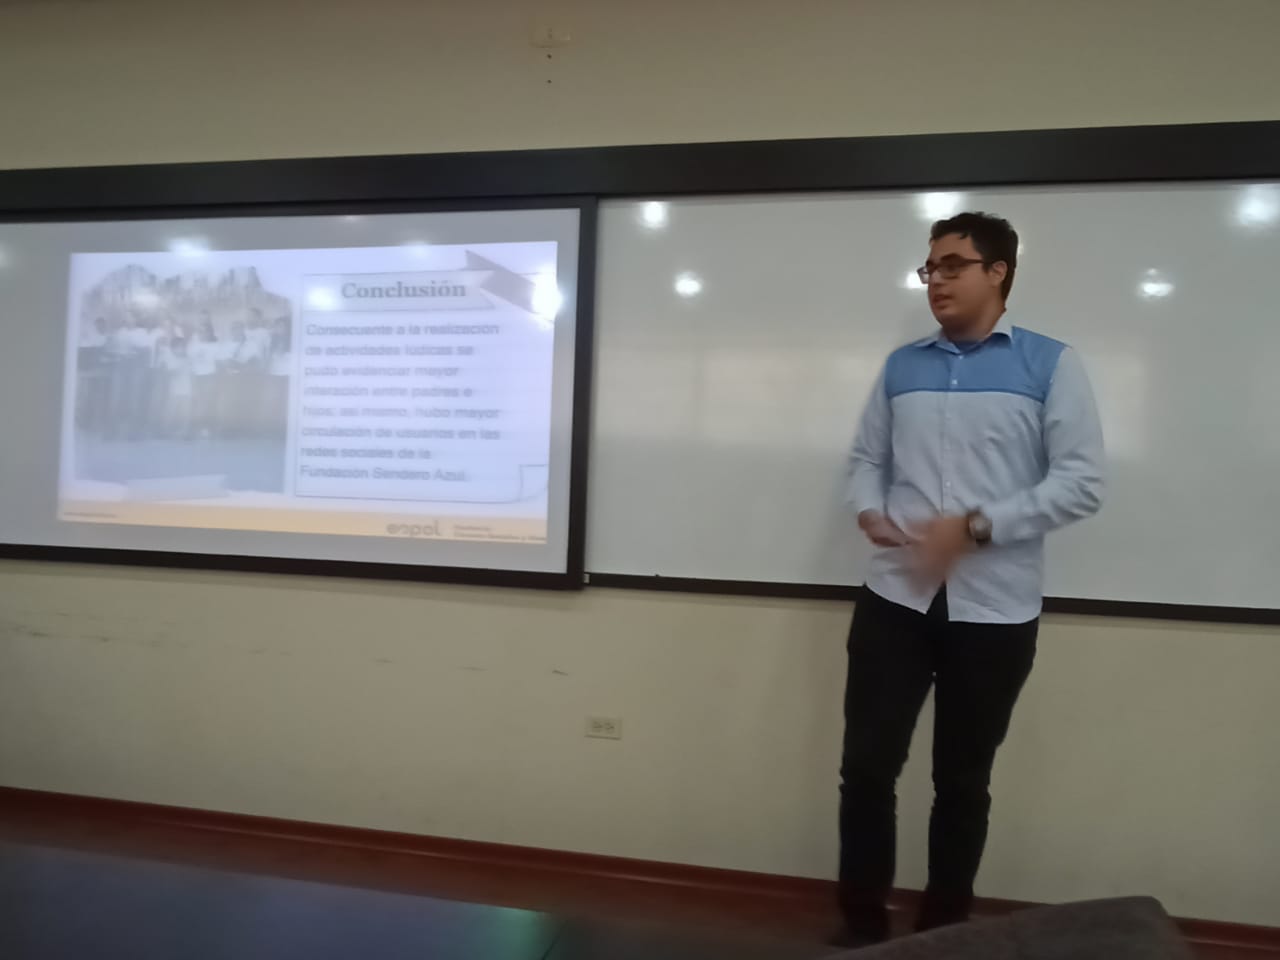 Conclusión
Consecuente a la realización
de actividades lúdicas se
pudo evidenciar mayor
interación entre padres e
hijos; así mismo, hubo mayor
circulación de usuarios en las
redes sociales de la
Fundación Sendero Azul.
espol